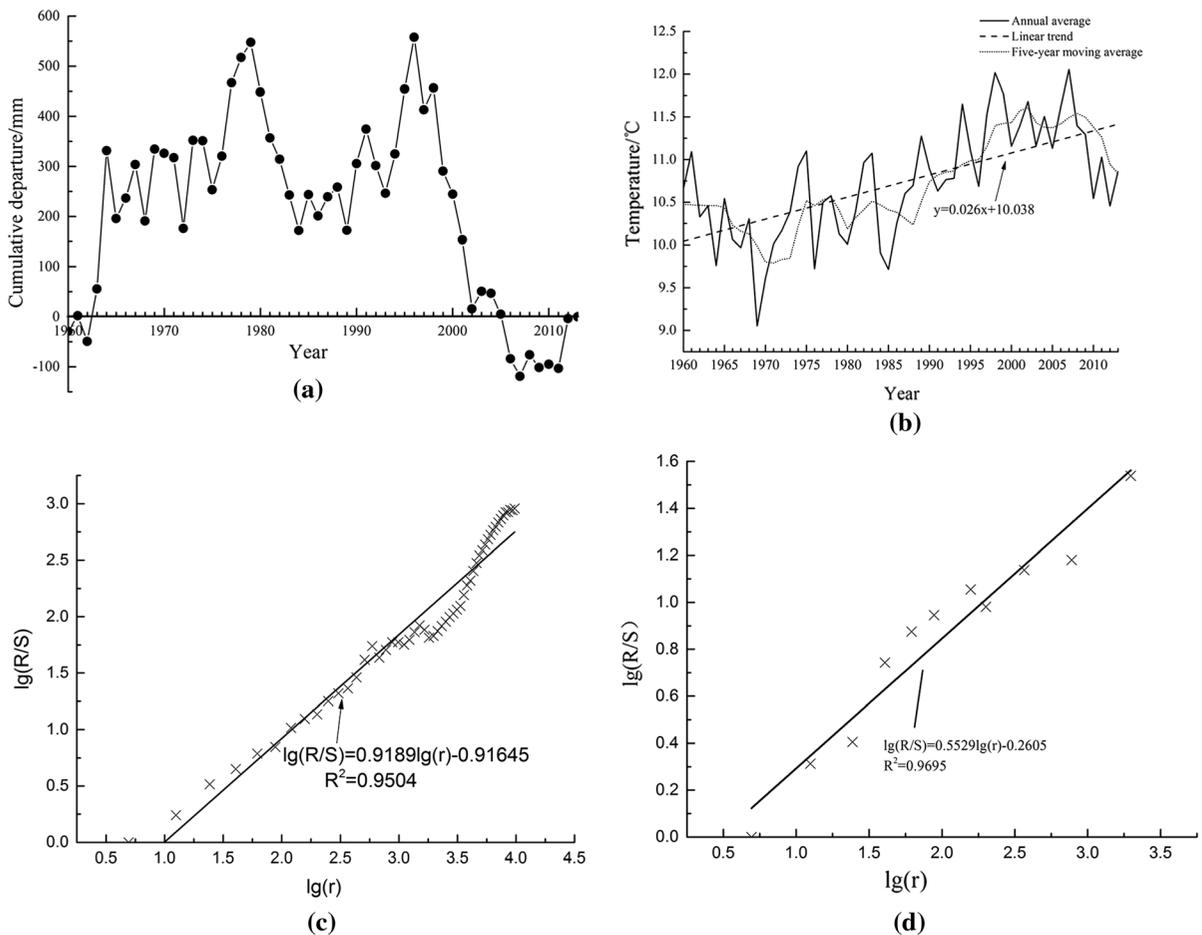 600
500
400
300
200
100
0
-100
1960 1970 1980 1990 2000 2010
Cumulative departure/mm
Year
(a)
Annual average
Linear trend
Five-year moving average
12.5
12.0
11.5
11.0
10.5
10.0
9.5
9.0
1960 1965 1970 1975 1980 1985 1990 1995 2000 2005 2010
Temperature/℃
y=0.026x+10.038
Year
(b)
3.0
2.5
2.0
1.5
1.0
0.5
0.0
0.5 1.0 1.5 2.0 2.5 3.0 3.5 4.0 4.5
lg(R/S)
lg(R/S)=0.9189lg(r)-0.91645
R²=0.9504
lg(r)
(c)
1.6
1.4
1.2
1.0
0.8
0.6
0.4
0.2
0.0
0.5 1.0 1.5 2.0 2.5 3.0 3.5
lg(R/S)
lg(R/S)=0.5529lg(r)-0.2605
R²=0.9695
lg(r)
(d)